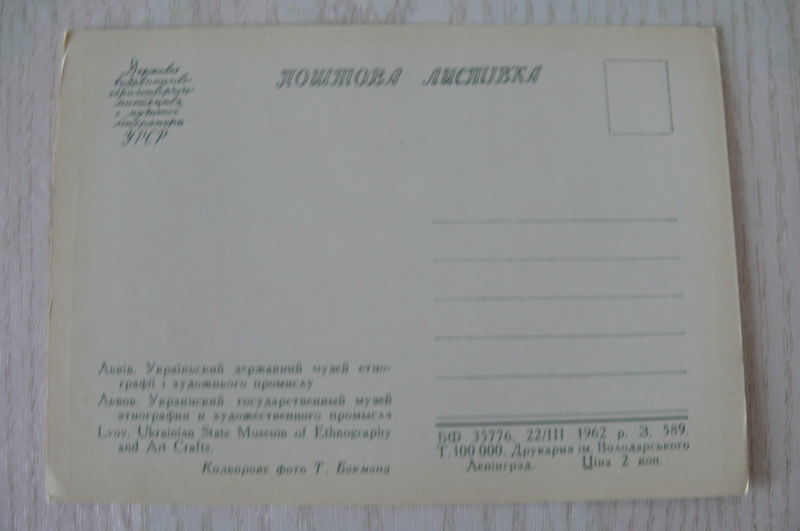 Державне
видавництво
образотворчого
мистецтва
і музичної
літератури
УРСР
ПОШТОВА ЛИСТІВКА
Львів. Український державний музей етно-
графії і художнього промислу
Львов. Украинский государственный музей
этнографии и художественного промысла
Lvov. Ukrainian State Museum of Ethnography
and Art Crafts.
Кольорове фото Т. Бакмана
БФ 35776. 22/III 1962 р. З. 589.
Т. 100 000. Друкарня ім. Володарського
Ленінград. Ціна 2 коп.